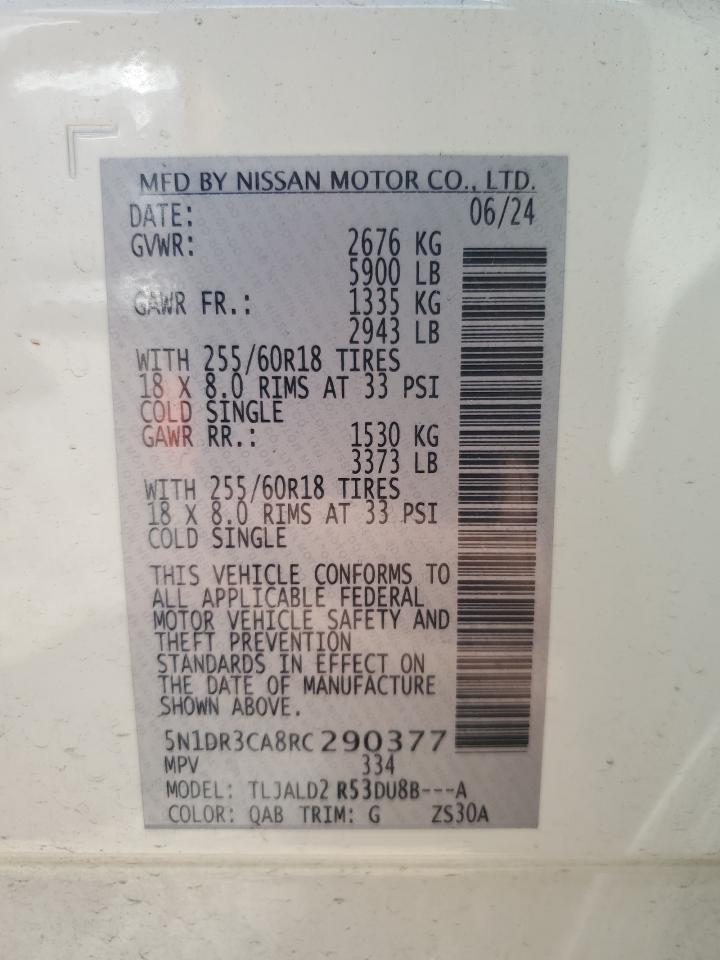 MFD BY NISSAN MOTOR CO., LTD.
DATE: 06/24
GVWR: 2676 KG
5900 LB
GAWR FR.: 1335 KG
2943 LB
WITH 255/60R18 TIRES
18 X 8.0 RIMS AT 33 PSI
COLD SINGLE
GAWR RR.: 1530 KG
3373 LB
WITH 255/60R18 TIRES
18 X 8.0 RIMS AT 33 PSI
COLD SINGLE
THIS VEHICLE CONFORMS TO
ALL APPLICABLE FEDERAL
MOTOR VEHICLE SAFETY AND
THEFT PREVENTION
STANDARDS IN EFFECT ON
THE DATE OF MANUFACTURE
SHOWN ABOVE.
5N1DR3CA8RC290377
MPV 334
MODEL: TLJALD2 R53DU8B---A
COLOR: QAB TRIM: G ZS30A